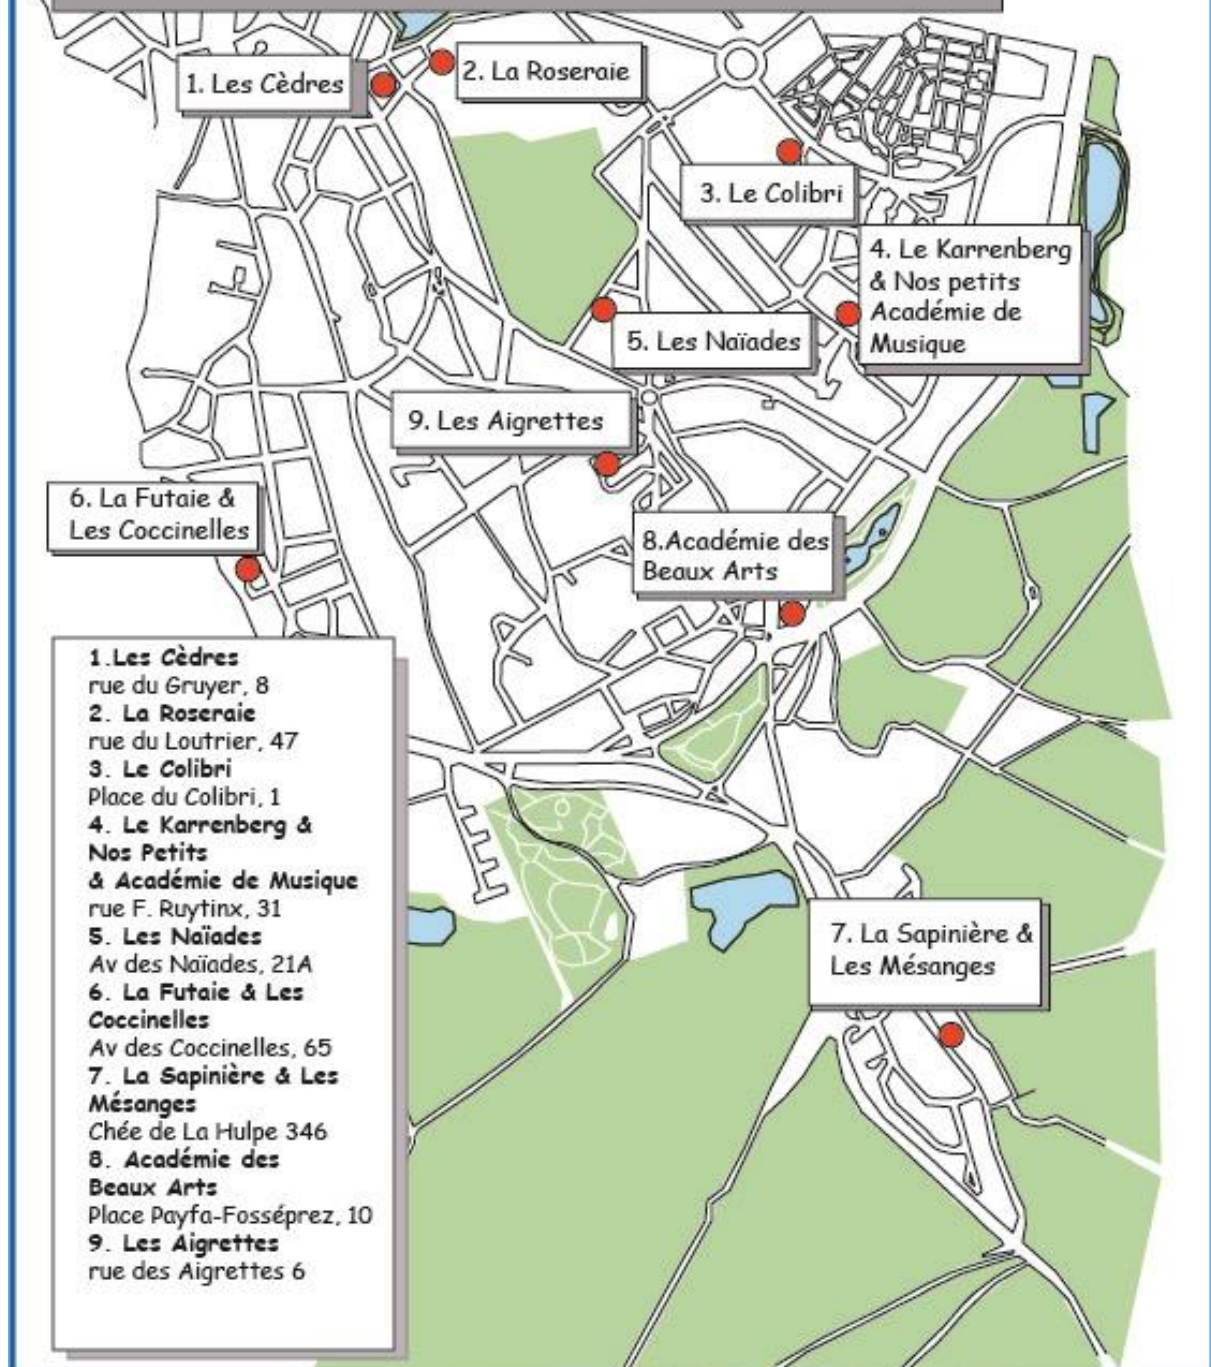 1. Les Cèdres
2. La Roseraie
3. Le Colibri
4. Le Karrenberg
& Nos petits
Académie de
Musique
5. Les Naïades
9. Les Aigrettes
6. La Futaie &
Les Coccinelles
8.Académie des
Beaux Arts
7. La Sapinière &
Les Mésanges
1.Les Cèdres
rue du Gruyer, 8
2. La Roseraie
rue du Loutrier, 47
3. Le Colibri
Place du Colibri, 1
4. Le Karrenberg &
Nos Petits
& Académie de Musique
rue F. Ruytinx, 31
5. Les Naïades
Av des Naïades, 21A
6. La Futaie & Les
Coccinelles
Av des Coccinelles, 65
7. La Sapinière & Les
Mésanges
Chée de La Hulpe 346
8. Académie des
Beaux Arts
Place Payfa-Fosséprez, 10
9. Les Aigrettes
rue des Aigrettes 6